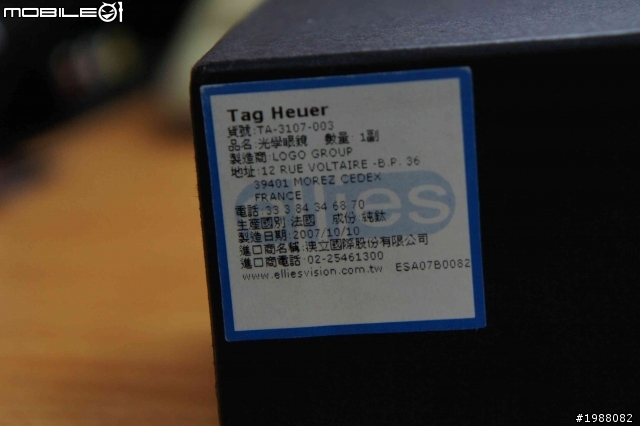 MOBILE01
Tag Heuer
貨號:TA-3107-003
品名:光學眼鏡 數量: 1副
製造商:LOGO GROUP
地址:12 RUE VOLTAIRE -B.P. 36
39401 MOREZ CEDEX
FRANCE
電話:33 3 84 34 68 70
生產國別:法國 成份:純鈦
製造日期:2007/10/10
進口商名稱:澳立國際股份有限公司
進口商電話:02-25461300
www.elliesvision.com.tw ESA07B0082
ellies
#1988082